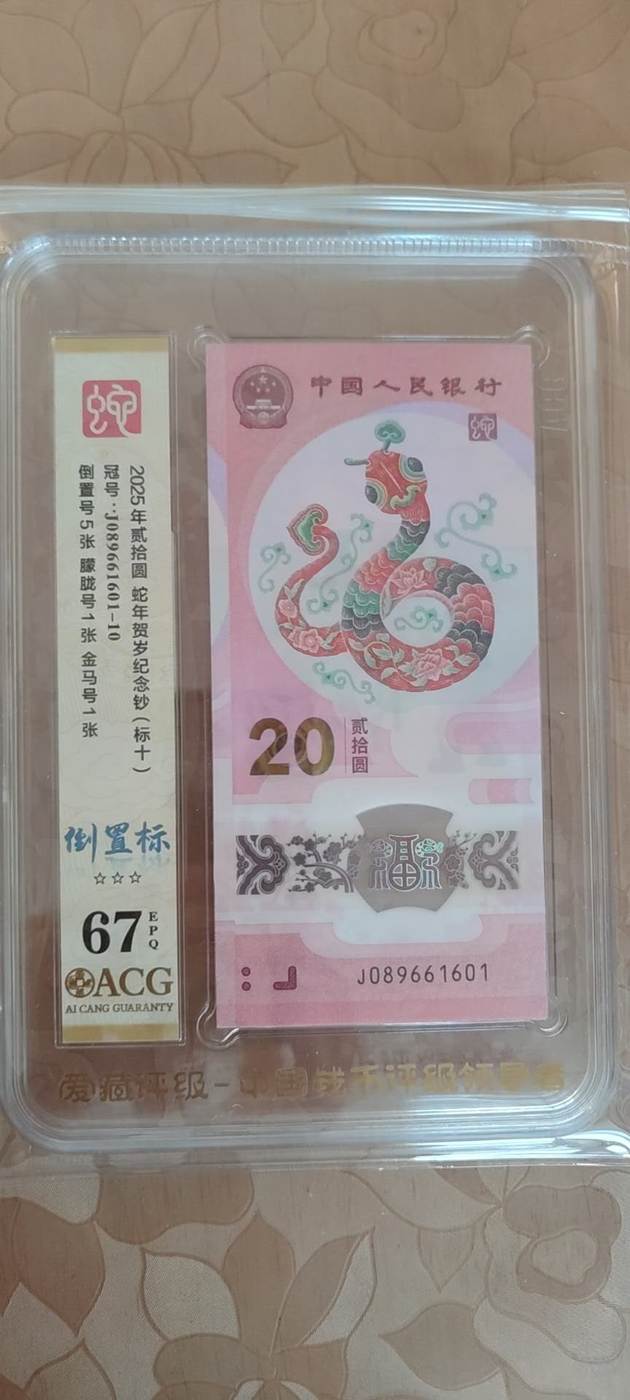 蛇
2025年贰拾圆 蛇年贺岁纪念钞（标十）
冠号：J089661601-10
倒置号5张 朦胧号1张 金马号1张
倒置标
☆☆☆
67 EPQ
ACG
AI CANG GUARANTY
中国人民银行
蛇
20 贰拾圆
福
J089661601
爱藏评级-中国钱币评级领导者